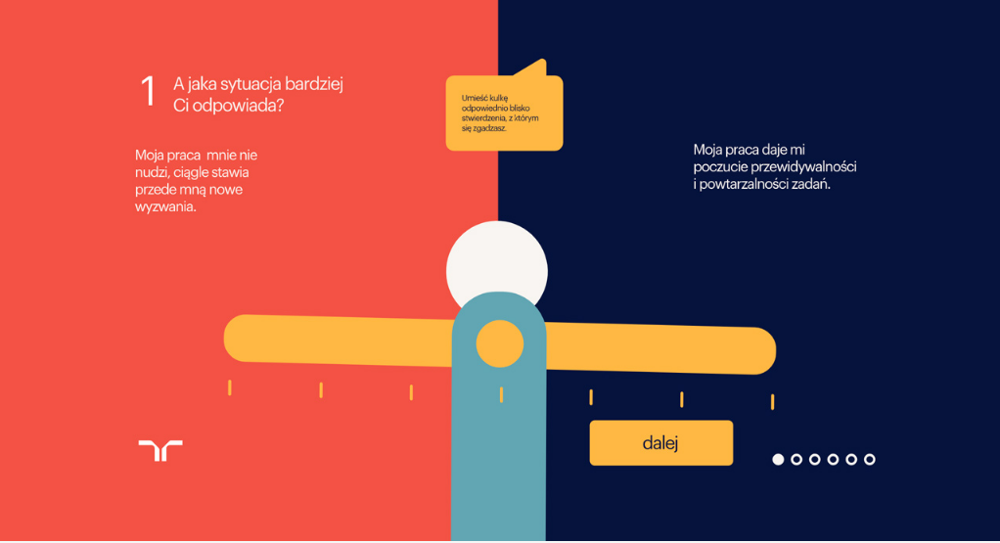 1
A jaka sytuacja bardziej
Ci odpowiada?
Moja praca mnie nie
nudzi, ciągle stawia
przede mną nowe
wyzwania.
Umieść kulkę
odpowiednio blisko
stwierdzenia, z którym
się zgadzasz.
Moja praca daje mi
poczucie przewidywalności
i powtarzalności zadań.
dalej